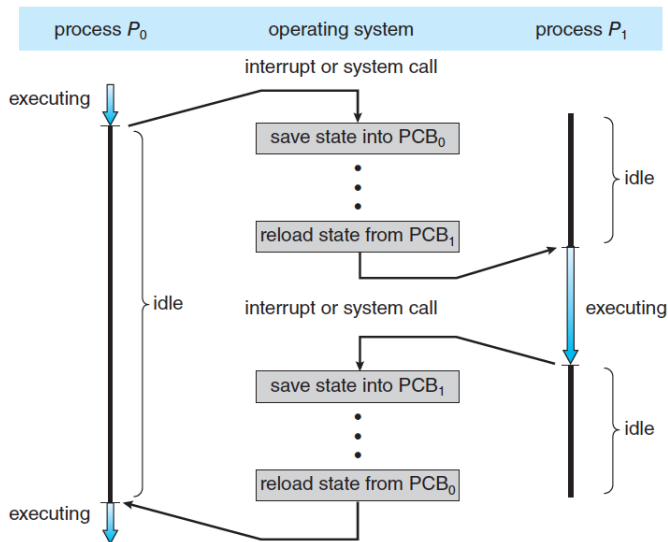 process P₀ operating system process P₁
interrupt or system call
executing
save state into PCB₀
idle
reload state from PCB₁
idle
interrupt or system call
executing
save state into PCB₁
idle
reload state from PCB₀
executing